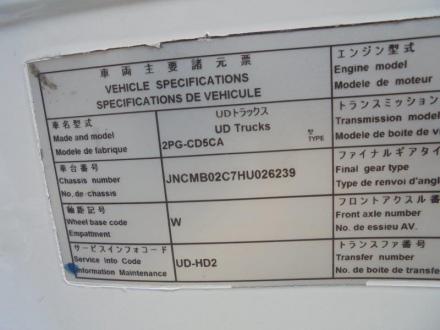 車両主要諸元票
VEHICLE SPECIFICATIONS
SPECIFICATIONS DE VEHICULE
車名型式
Made and model
Modele de fabrique
UDトラックス
UD Trucks
2PG-CD5CA
型
TYPE
車台番号
Chassis number
No. de chassis
JNCMB02C7HU026239
軸距記号
Wheel base code
Empattment
W
サービスインフォコード
Service Info Code
Information Maintenance
UD-HD2
エンジン型式
Engine model
Modele de moteur
トランスミッション
Transmission model
Modele de boite de vi
ファイナルギアタイ
Final gear type
Type de renvoi d'angl
フロントアクスル番
Front axle number
No. de essieu AV.
トランスファ番号
Transfer number
No. de boite de transfe